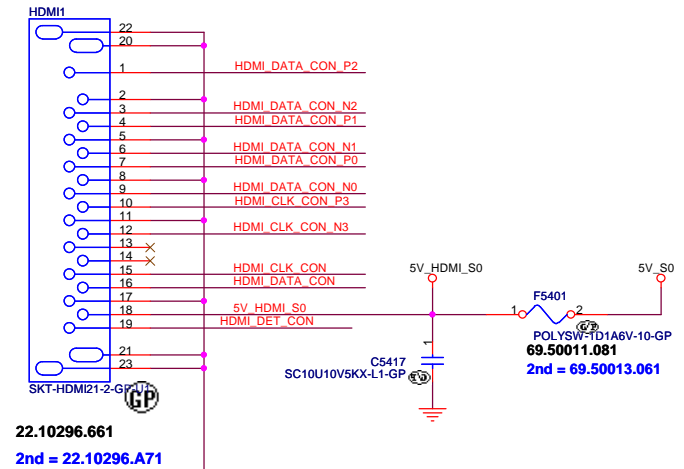 HDMI1
22
20
1 HDMI_DATA_CON_P2
2
3 HDMI_DATA_CON_N2
4 HDMI_DATA_CON_P1
5
6 HDMI_DATA_CON_N1
7 HDMI_DATA_CON_P0
8
9 HDMI_DATA_CON_N0
10 HDMI_CLK_CON_P3
11
12 HDMI_CLK_CON_N3
13
14
15 HDMI_CLK_CON
16 HDMI_DATA_CON
17
18 5V_HDMI_S0
19 HDMI_DET_CON
21
23
SKT-HDMI21-2-GP-U1
GP
22.10296.661
2nd = 22.10296.A71
5V_HDMI_S0
5V_S0
F5401
1 2
POLYSW-1D1A6V-10-GP
69.50011.081
2nd = 69.50013.061
1
C5417
SC10U10V5KX-L1-GP